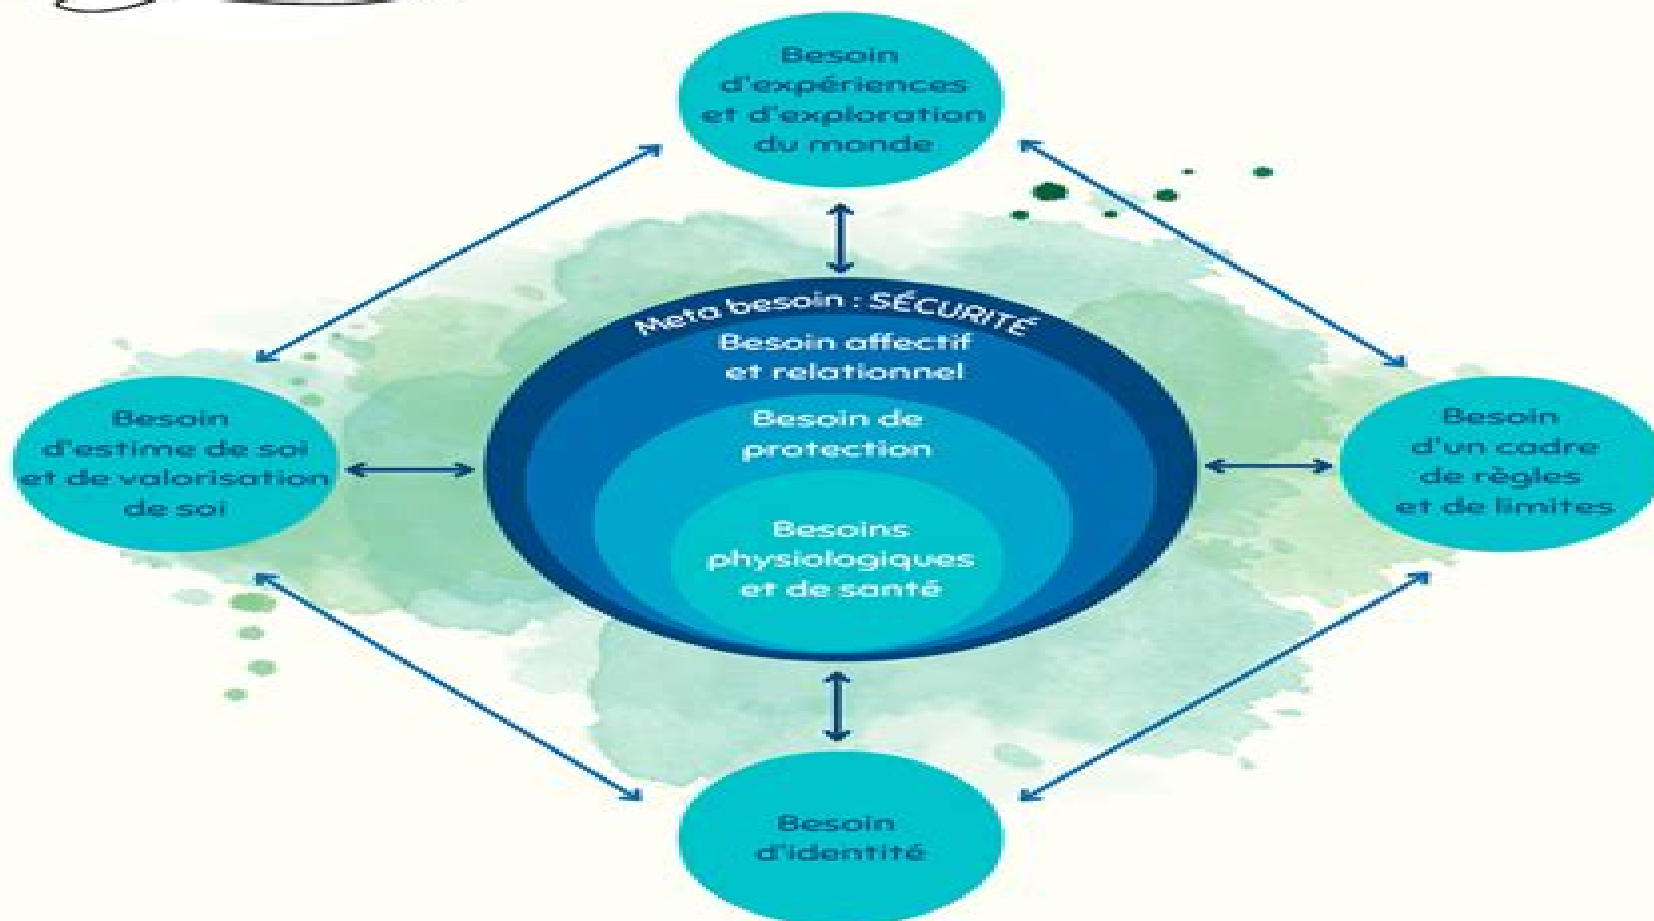 Besoin
d'expériences
et d'exploration
du monde
Meta besoin : SÉCURITÉ
Besoin affectif
et relationnel
Besoin de
protection
Besoins
physiologiques
et de santé
Besoin
d'estime de soi
et de valorisation
de soi
Besoin
d'un cadre
de règles
et de limites
Besoin
d'identité